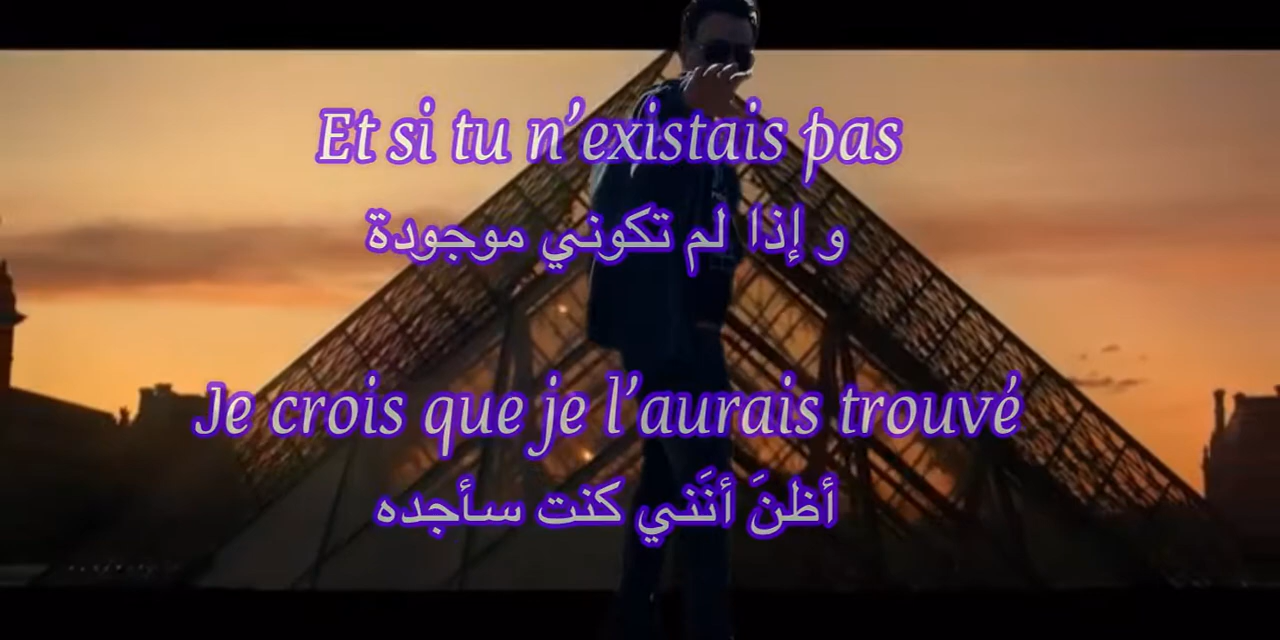 Et si tu n’existais pas
و إذا لم تكوني موجودة
Je crois que je l’aurais trouvé
أظنَ أنَني كنت سأجده